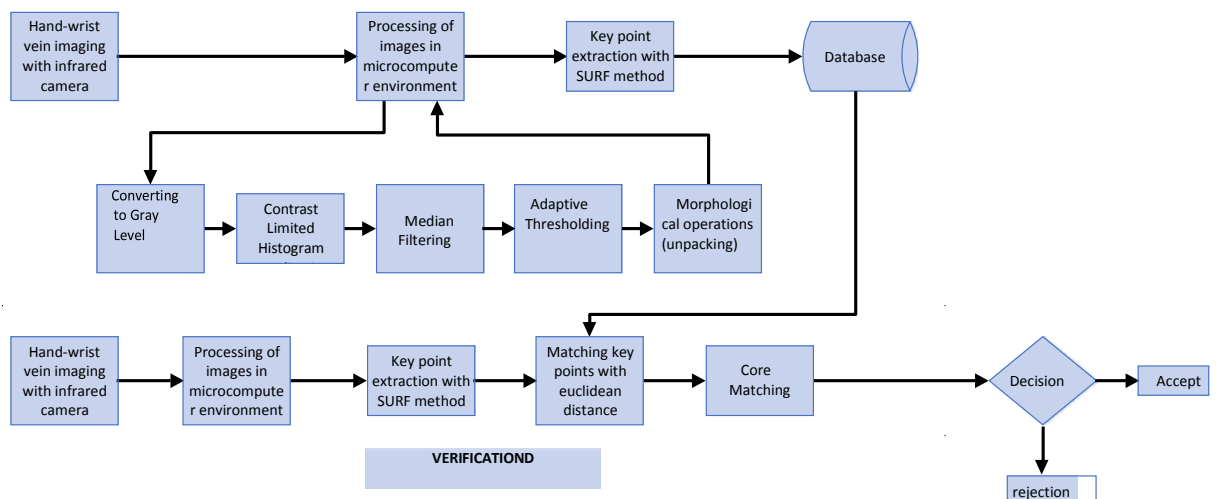 Hand-wrist
vein imaging
with infrared
camera
Processing of
images in
microcompute
r environment
Key point
extraction with
SURF method
Database
Converting
to Gray
Level
Contrast
Limited
Histogram
Median
Filtering
Adaptive
Thresholding
Morphologi
cal operations
(unpacking)
Hand-wrist
vein imaging
with infrared
camera
Processing of
images in
microcompute
r environment
Key point
extraction with
SURF method
Matching key
points with
euclidean
distance
Core
Matching
Decision
Accept
rejection
VERIFICATIOND